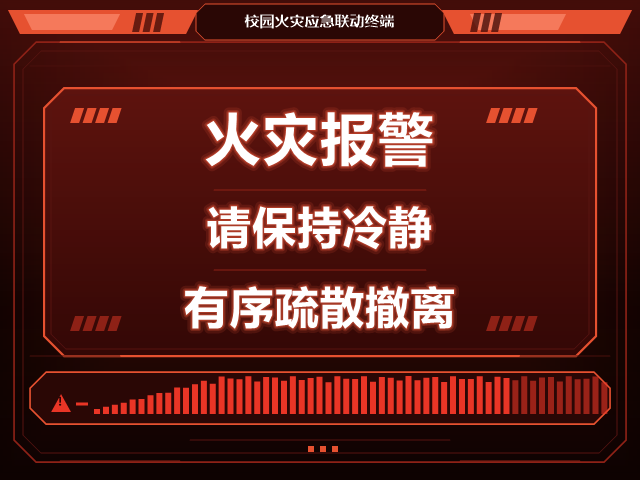 校园火灾应急联动终端
火灾报警
请保持冷静
有序疏散撤离